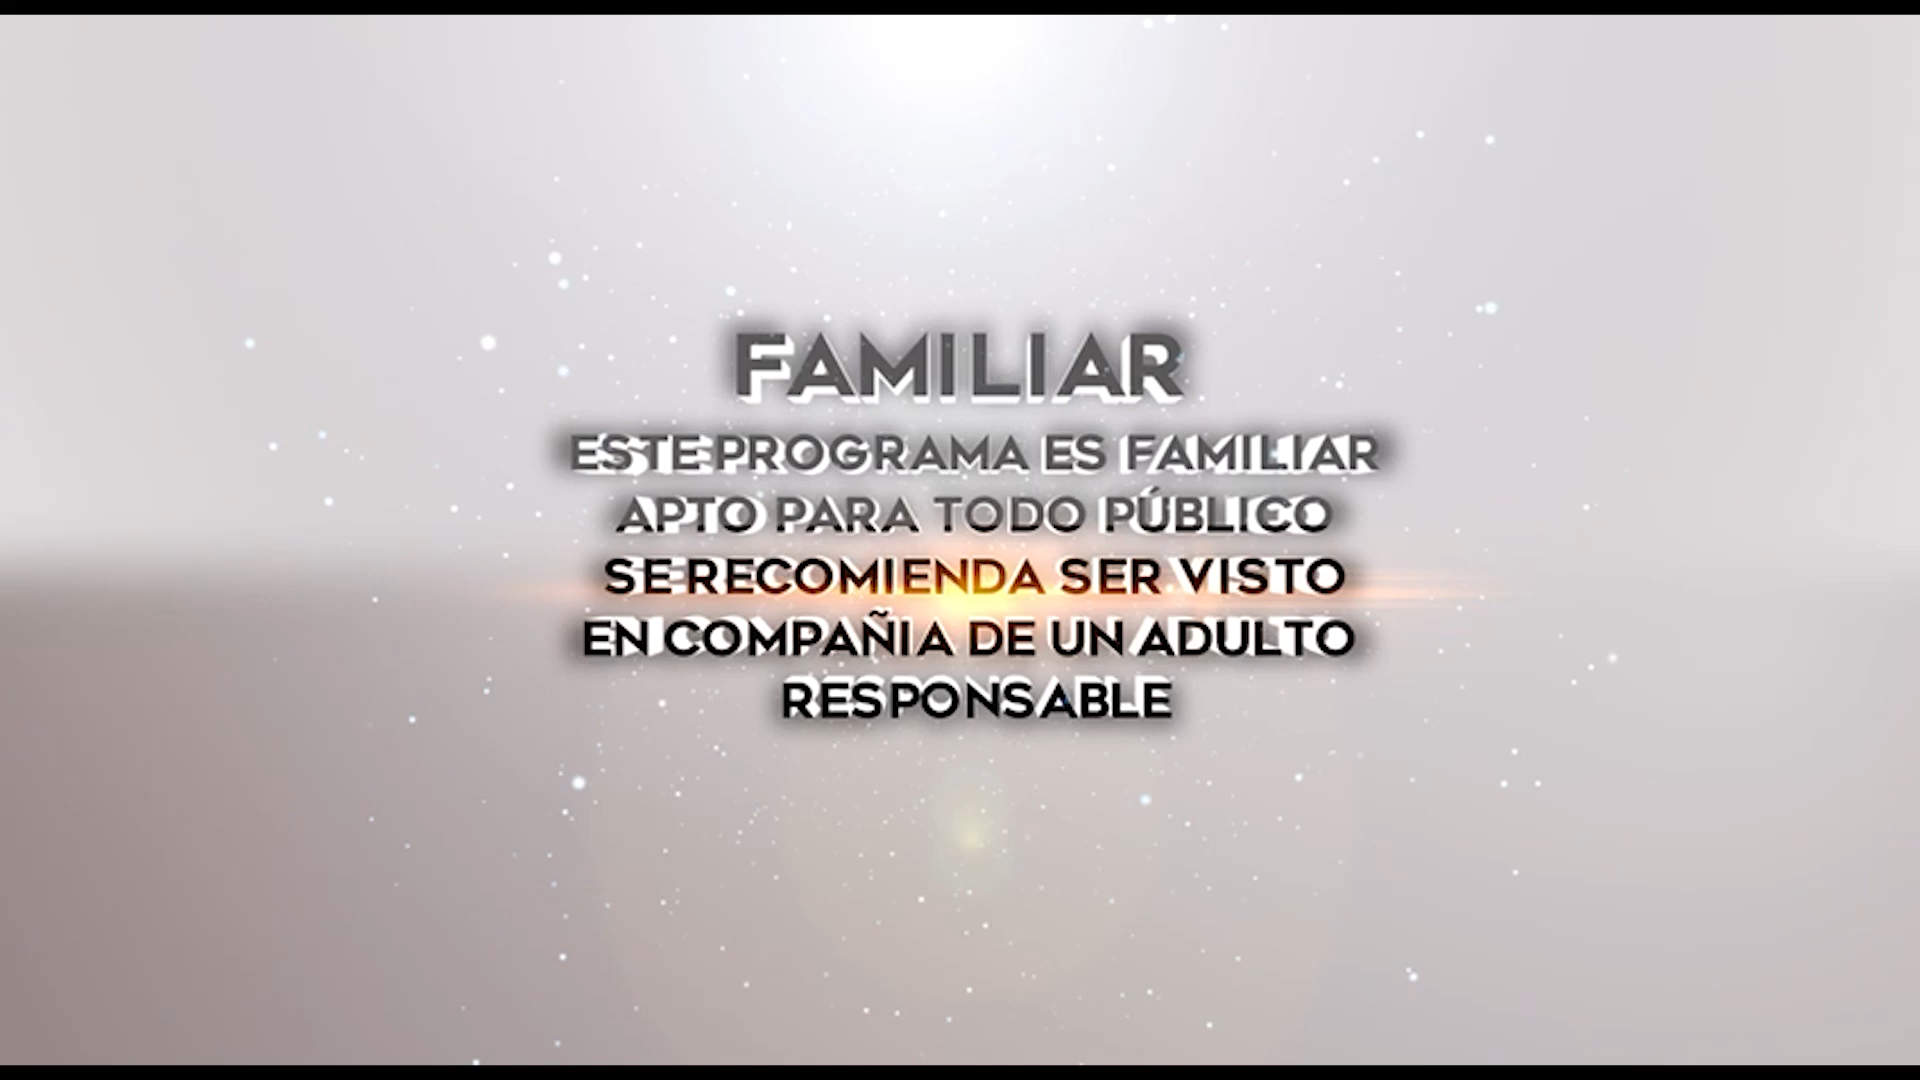 FAMILIAR
ESTE PROGRAMA ES FAMILIAR
APTO PARA TODO PÚBLICO
SE RECOMIENDA SER VISTO
EN COMPAÑIA DE UN ADULTO
RESPONSABLE